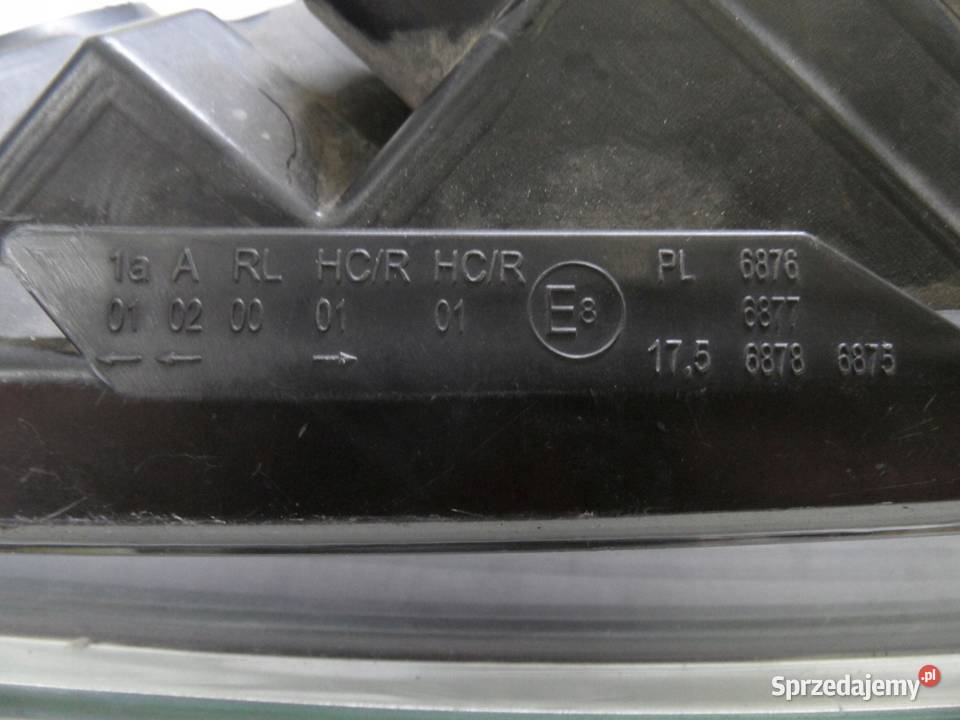 1a A RL HC/R HC/R PL 6876
01 02 00 01 01 E8 6877
← ← → 17,5 6878 6875
Sprzedajemy.pl